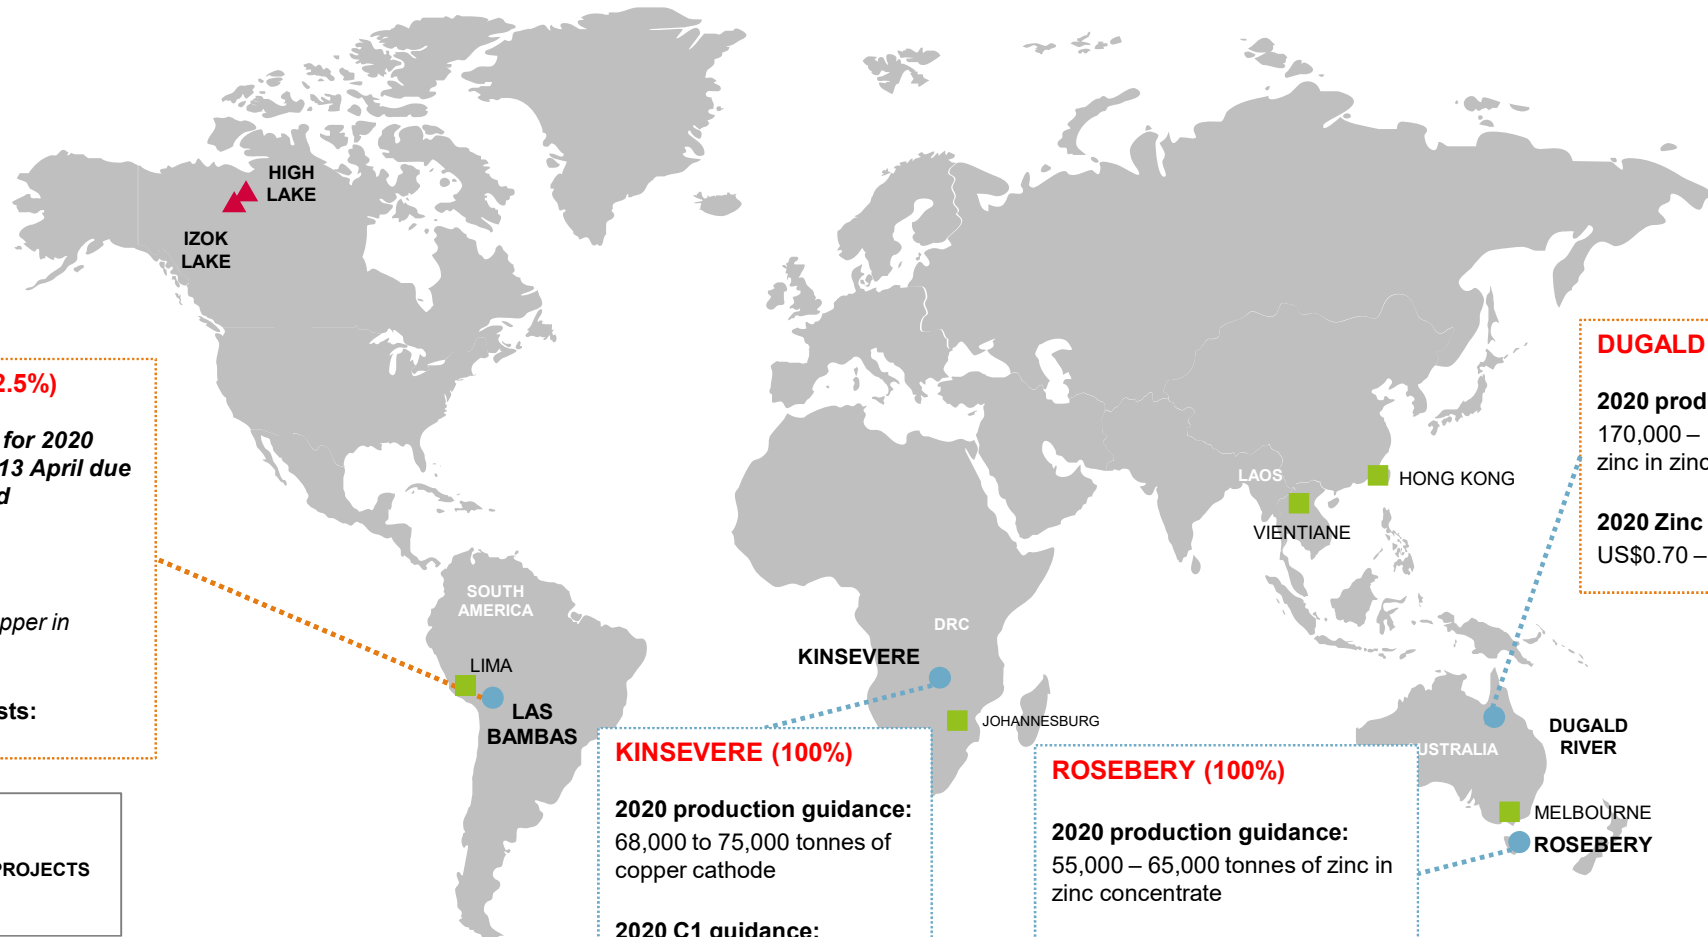 HIGH
LAKE
IZOK
LAKE
2.5%)
for 2020
13 April due
d
pper in
sts:
PROJECTS
SOUTH
AMERICA
LIMA
LAS
BAMBAS
DRC
KINSEVERE
JOHANNESBURG
KINSEVERE (100%)
2020 production guidance:
68,000 to 75,000 tonnes of
copper cathode
2020 C1 guidance:
LAOS
HONG KONG
VIENTIANE
ROSEBERY (100%)
2020 production guidance:
55,000 – 65,000 tonnes of zinc in
zinc concentrate
DUGALD
2020 prod
170,000 –
zinc in zinc
2020 Zinc
US$0.70 –
USTRALIA
DUGALD
RIVER
MELBOURNE
ROSEBERY